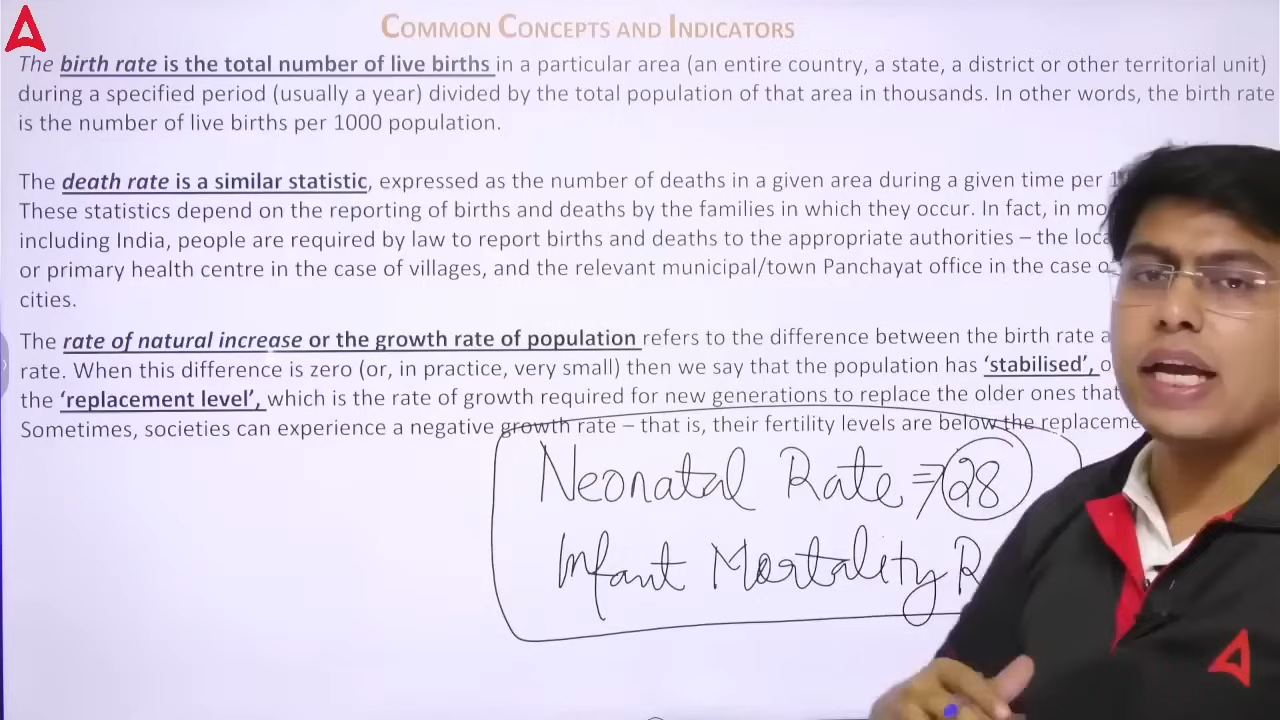 COMMON CONCEPTS AND INDICATORS
The birth rate is the total number of live births in a particular area (an entire country, a state, a district or other territorial unit)
during a specified period (usually a year) divided by the total population of that area in thousands. In other words, the birth rate
is the number of live births per 1000 population.
The death rate is a similar statistic, expressed as the number of deaths in a given area during a given time per
These statistics depend on the reporting of births and deaths by the families in which they occur. In fact, in
including India, people are required by law to report births and deaths to the appropriate authorities – the
or primary health centre in the case of villages, and the relevant municipal/town Panchayat office in the case
cities.
The rate of natural increase or the growth rate of population refers to the difference between the birth rate
rate. When this difference is zero (or, in practice, very small) then we say that the population has ‘stabilised’,
the ‘replacement level’, which is the rate of growth required for new generations to replace the older ones that
Sometimes, societies can experience a negative growth rate – that is, their fertility levels are below the
Neonatal Rate ⇒ 28
Infant Mortality R